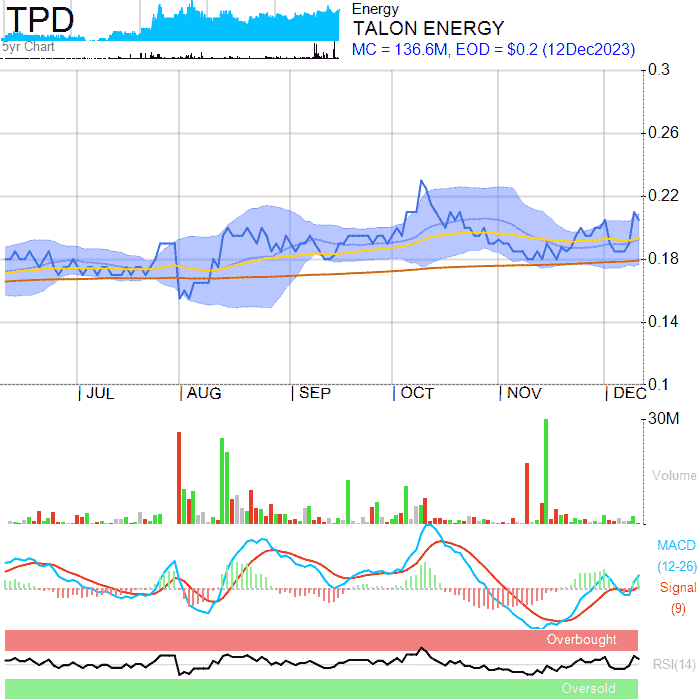 TPD
5yr Chart
Energy
TALON ENERGY
MC = 136.6M, EOD = $0.2 (12Dec2023)
0.3
0.26
0.22
0.18
0.14
0.1
JUL
AUG
SEP
OCT
NOV
DEC
30M
Volume
MACD
(12-26)
Signal
(9)
Overbought
RSI(14)
Oversold